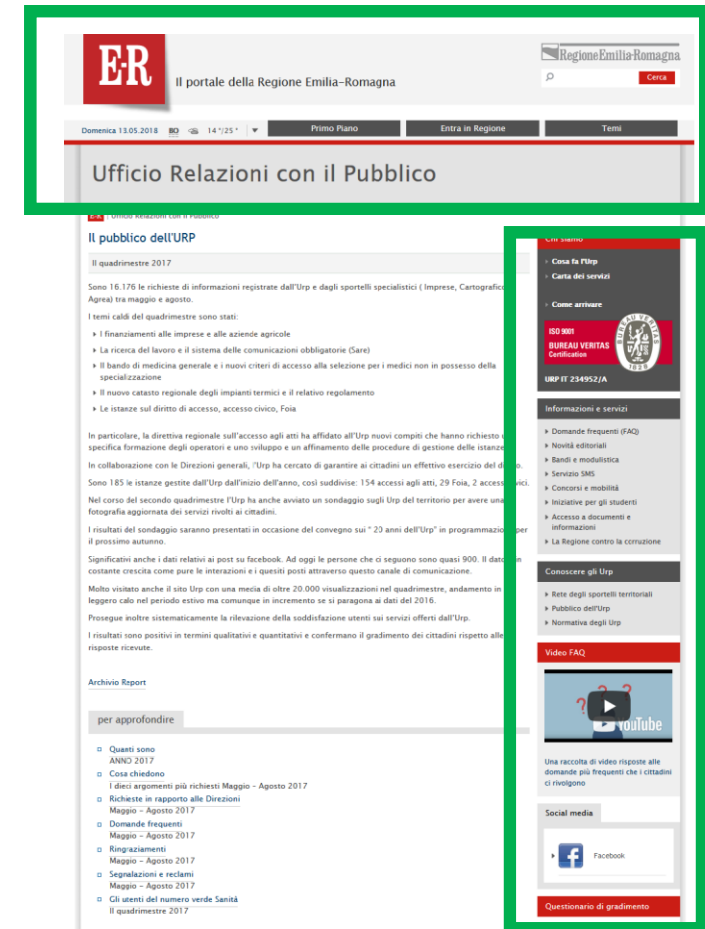 E·R
Il portale della Regione Emilia-Romagna
RegioneEmilia-Romagna
Cerca
Domenica 13.05.2018 BO 14°/25°
Primo Piano
Entra in Regione
Temi
Ufficio Relazioni con il Pubblico
E·R Ufficio Relazioni con il Pubblico
Il pubblico dell'URP
II quadrimestre 2017
Sono 16.176 le richieste di informazioni registrate dall'Urp e dagli sportelli specialistici ( Imprese, Cartografico
Agrea) tra maggio e agosto.
I temi caldi del quadrimestre sono stati:
I finanziamenti alle imprese e alle aziende agricole
La ricerca del lavoro e il sistema delle comunicazioni obbligatorie (Sare)
Il bando di medicina generale e i nuovi criteri di accesso alla selezione per i medici non in possesso della
specializzazione
Il nuovo catasto regionale degli impianti termici e il relativo regolamento
Le istanze sul diritto di accesso, accesso civico, Foia
In particolare, la direttiva regionale sull'accesso agli atti ha affidato all'Urp nuovi compiti che hanno richiesto
specifica formazione degli operatori e uno sviluppo e un affinamento delle procedure di gestione delle istanze
In collaborazione con le Direzioni generali, l'Urp ha cercato di garantire ai cittadini un effettivo esercizio del
Sono 185 le istanze gestite dall'Urp dall'inizio dell'anno, così suddivise: 154 accessi agli atti, 29 Foia, 2 accessi
Nel corso del secondo quadrimestre l'Urp ha anche avviato un sondaggio sugli Urp del territorio per avere una
fotografia aggiornata dei servizi rivolti ai cittadini.
I risultati del sondaggio saranno presentati in occasione del convegno sui " 20 anni dell'Urp" in programmazione per
il prossimo autunno.
Significativi anche i dati relativi ai post su facebook. Ad oggi le persone che ci seguono sono quasi 900. Il dato
costante crescita come pure le interazioni e i quesiti posti attraverso questo canale di comunicazione.
Molto visitato anche il sito Urp con una media di oltre 20.000 visualizzazioni nel quadrimestre, andamento in
leggero calo nel periodo estivo ma comunque in incremento se si paragona ai dati del 2016.
Prosegue inoltre sistematicamente la rilevazione della soddisfazione utenti sui servizi offerti dall'Urp.
I risultati sono positivi in termini qualitativi e quantitativi e confermano il gradimento dei cittadini rispetto alle
risposte ricevute.
Archivio Report
per approfondire
Quanti sono
ANNO 2017
Cosa chiedono
I dieci argomenti più richiesti Maggio - Agosto 2017
Richieste in rapporto alle Direzioni
Maggio - Agosto 2017
Domande frequenti
Maggio - Agosto 2017
Ringraziamenti
Maggio - Agosto 2017
Segnalazioni e reclami
Maggio - Agosto 2017
Gli utenti del numero verde Sanità
II quadrimestre 2017
Chi siamo
Cosa fa l'Urp
Carta dei servizi
Come arrivare
ISO 9001
BUREAU VERITAS
Certification
BUREAU VERITAS
1828
URP IT 234952/A
Informazioni e servizi
Domande frequenti (FAQ)
Novità editoriali
Bandi e modulistica
Servizio SMS
Concorsi e mobilità
Iniziative per gli studenti
Accesso a documenti e
informazioni
La Regione contro la corruzione
Conoscere gli Urp
Rete degli sportelli territoriali
Pubblico dell'Urp
Normativa degli Urp
Video FAQ
? ? ?
YouTube
Una raccolta di video risposte alle
domande più frequenti che i cittadini
ci rivolgono
Social media
f Facebook
Questionario di gradimento